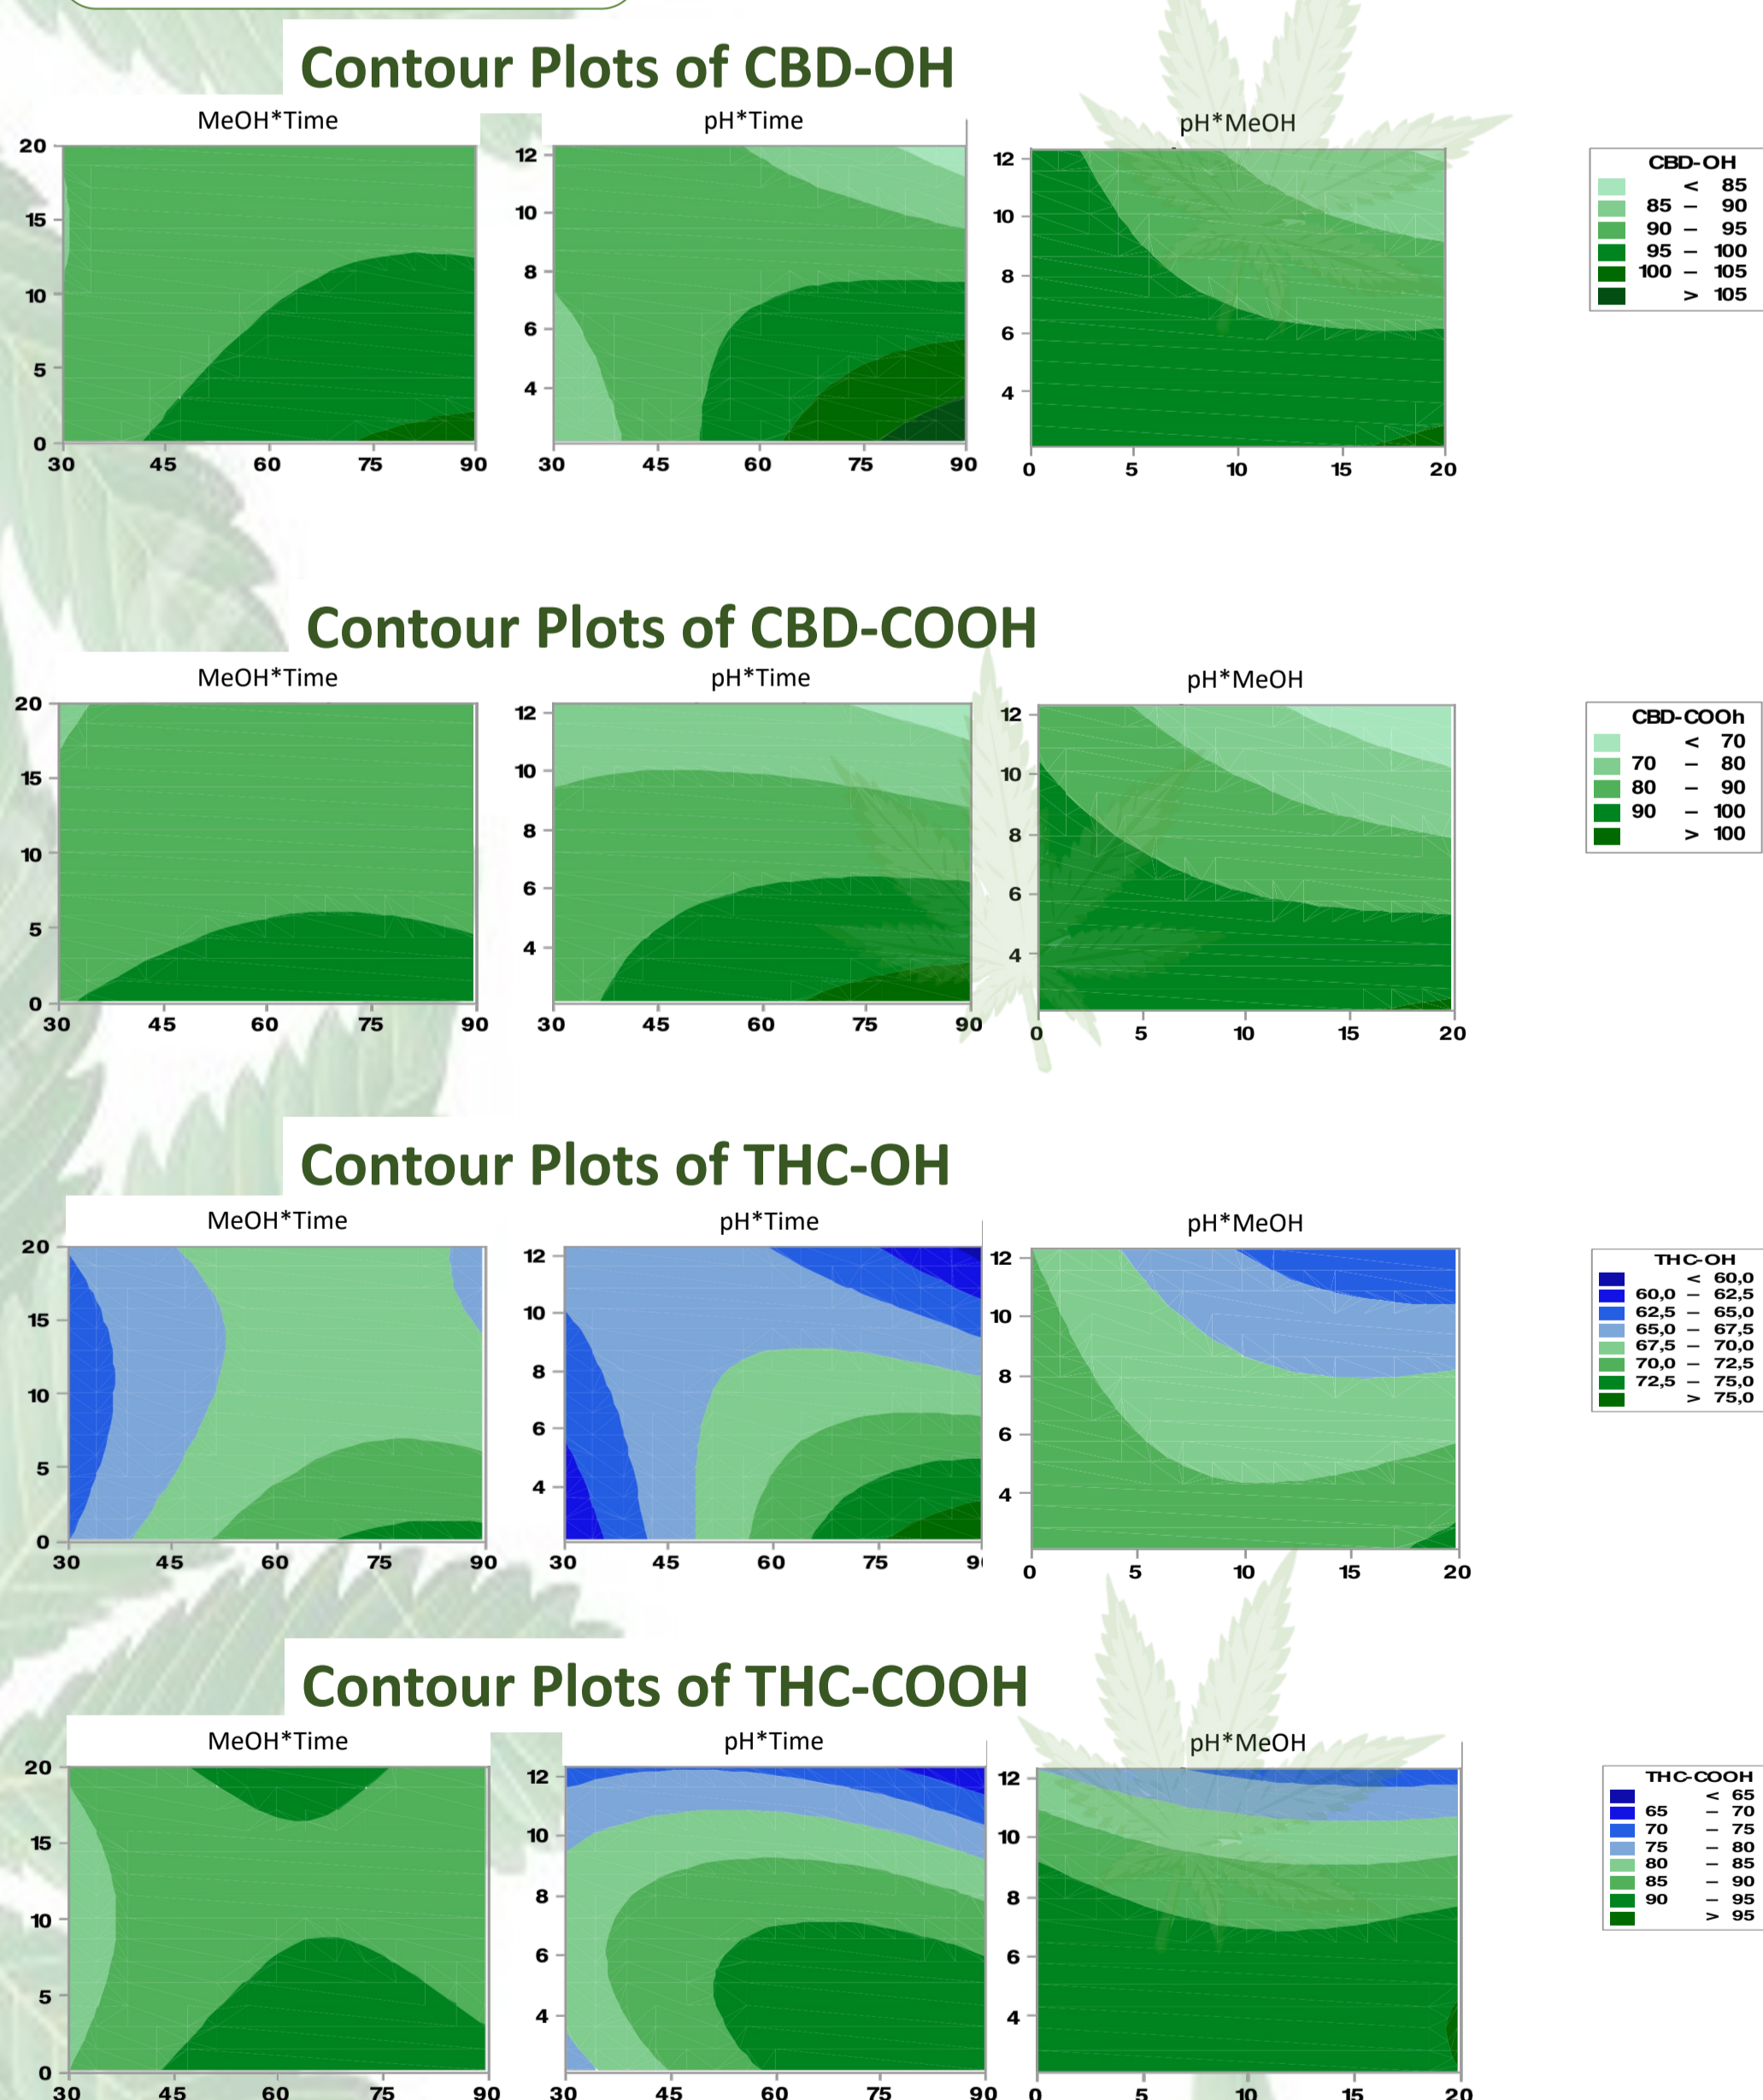 Contour Plots of CBD-OH
MeOH*Time
pH*Time
pH*MeOH
20
15
10
5
0
30 45 60 75 90
12
10
8
6
4
30 45 60 75 90
12
10
8
6
4
0 5 10 15 20
CBD-OH
< 85
85 – 90
90 – 95
95 – 100
100 – 105
> 105
Contour Plots of CBD-COOH
MeOH*Time
pH*Time
pH*MeOH
20
15
10
5
0
30 45 60 75 90
12
10
8
6
4
30 45 60 75 90
12
10
8
6
4
0 5 10 15 20
CBD-COOh
< 70
70 – 80
80 – 90
90 – 100
> 100
Contour Plots of THC-OH
MeOH*Time
pH*Time
pH*MeOH
20
15
10
5
0
30 45 60 75 90
12
10
8
6
4
30 45 60 75 9
12
10
8
6
4
0 5 10 15 20
THC-OH
< 60,0
60,0 – 62,5
62,5 – 65,0
65,0 – 67,5
67,5 – 70,0
70,0 – 72,5
72,5 – 75,0
> 75,0
Contour Plots of THC-COOH
MeOH*Time
pH*Time
pH*MeOH
20
15
10
5
0
30 45 60 75 90
12
10
8
6
4
30 45 60 75 90
12
10
8
6
4
0 5 10 15 20
THC-COOH
< 65
65 – 70
70 – 75
75 – 80
80 – 85
85 – 90
90 – 95
> 95